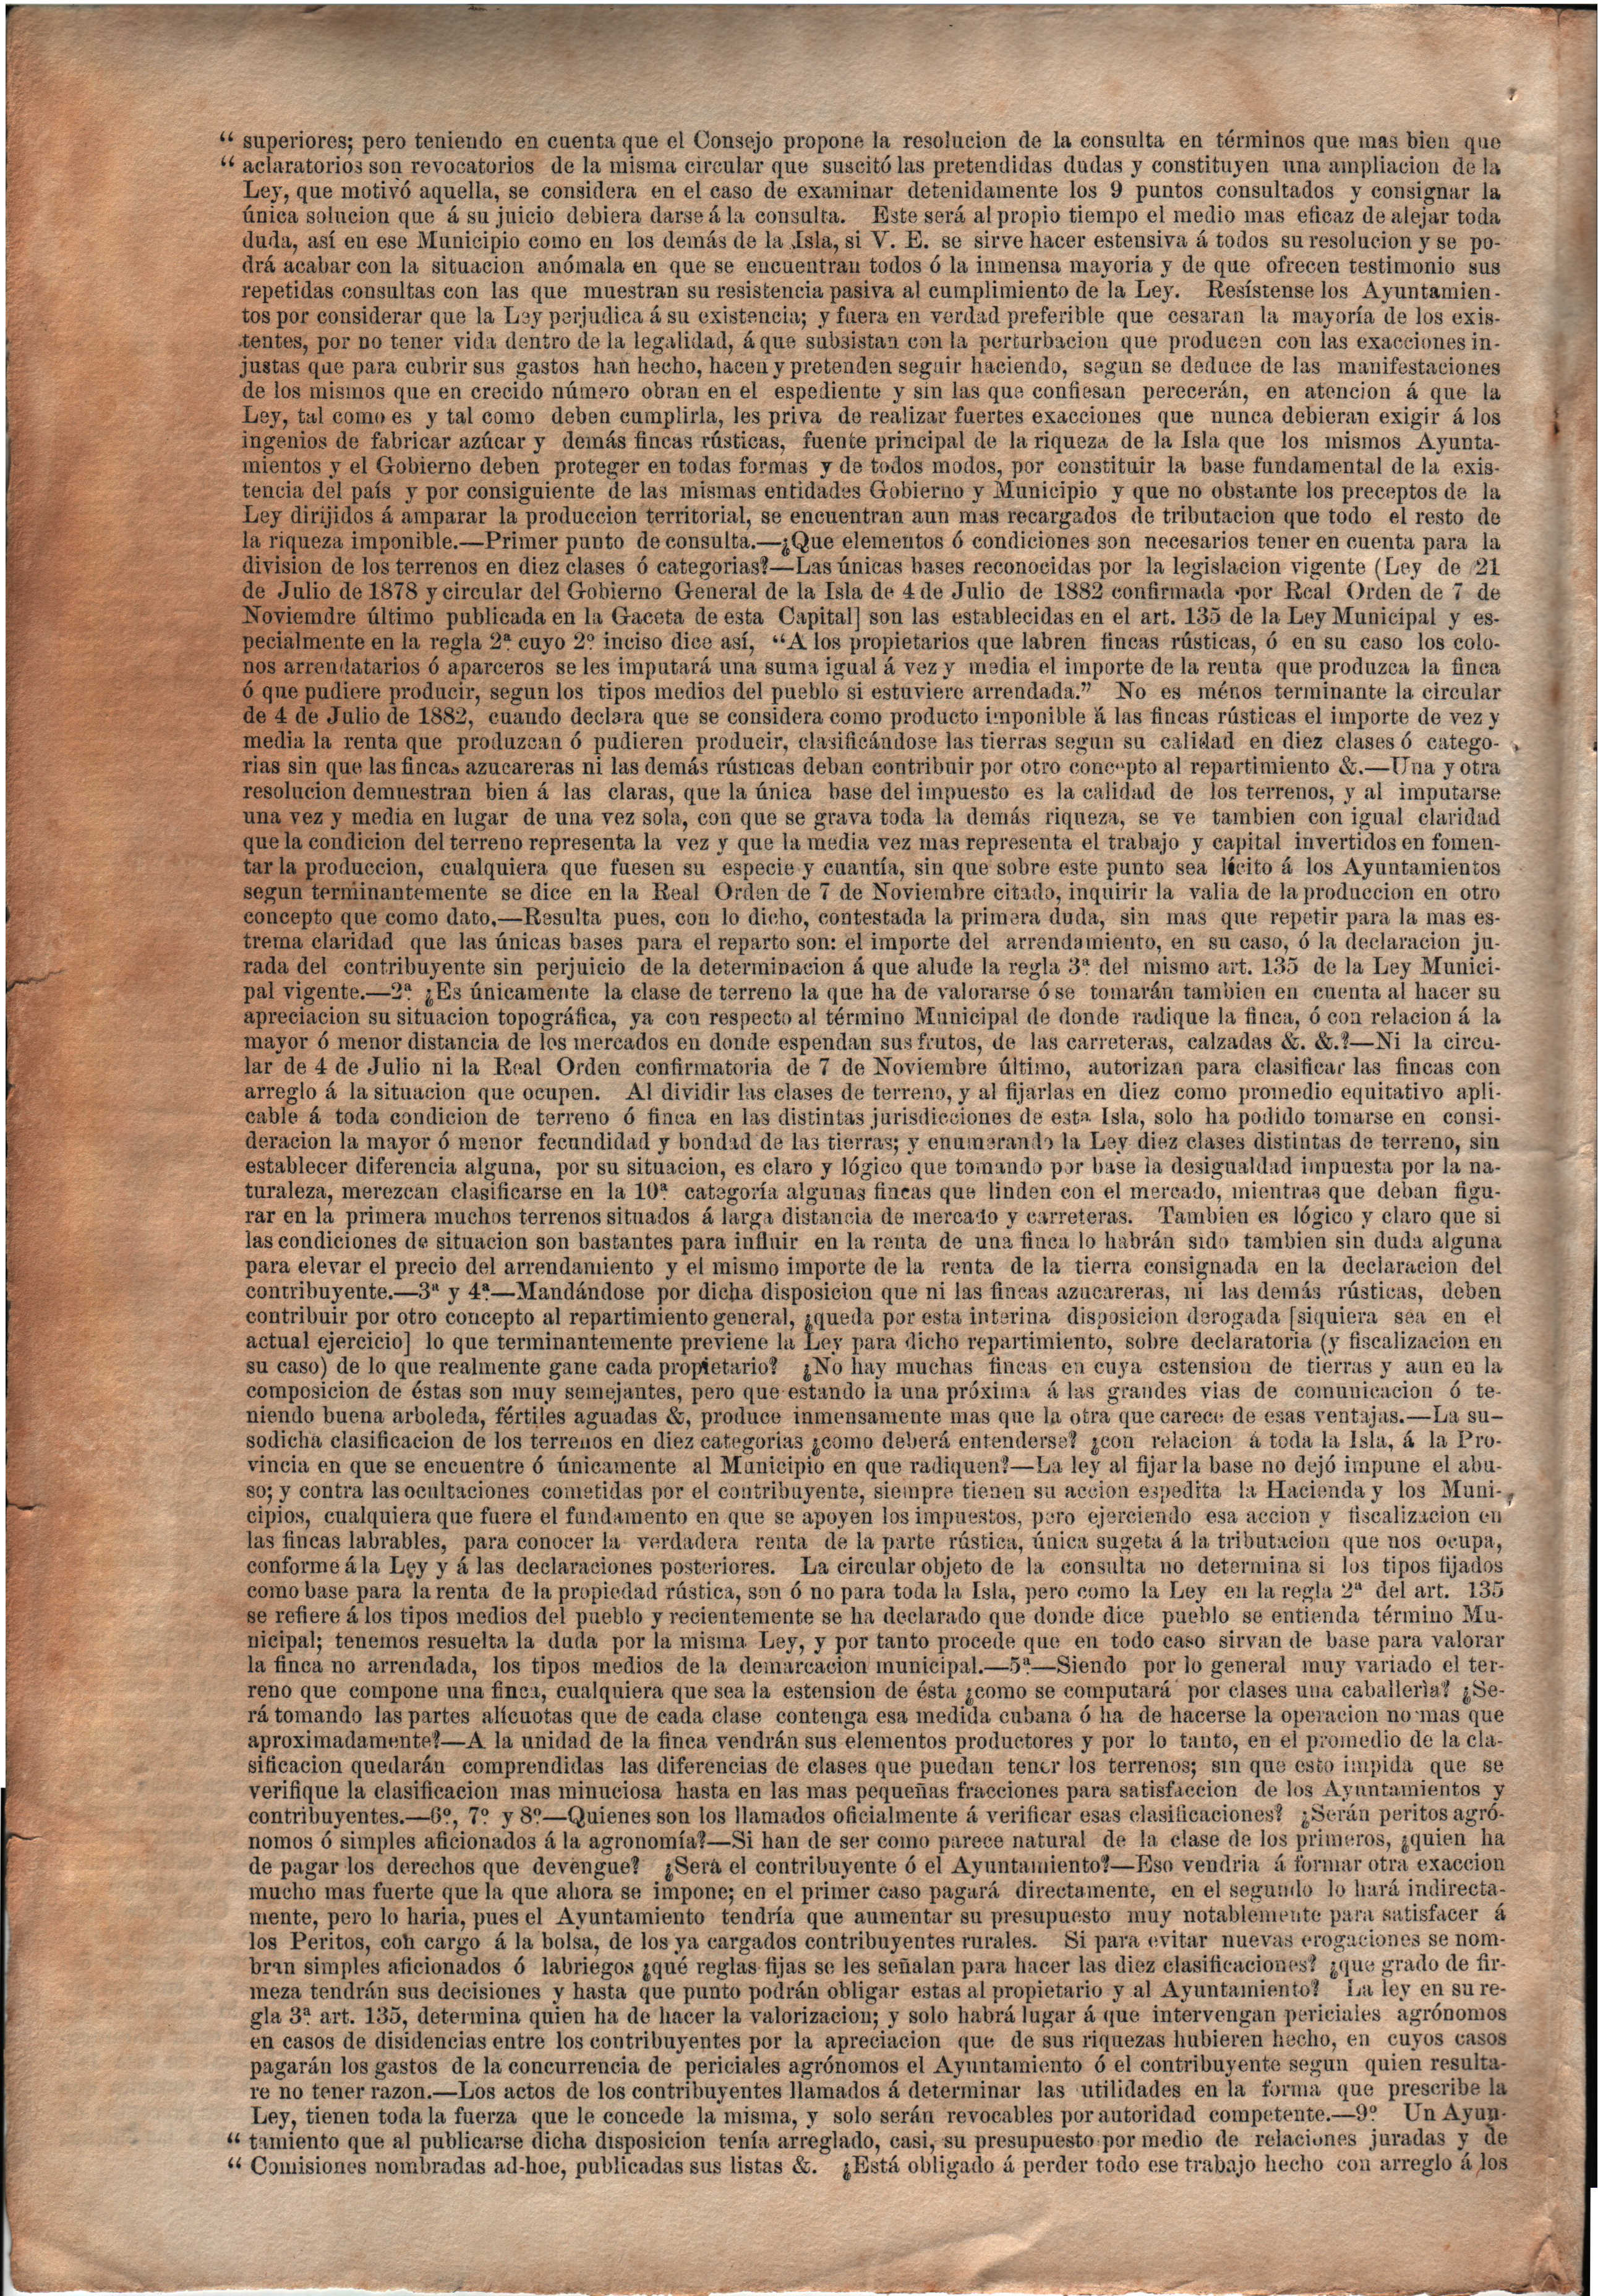 “ superiores; pero teniendo en cuenta que el Consejo propone la resolucion de la consulta en términos que mas bien que
“ aclaratorios son revocatorios de la misma circular que suscitó las pretendidas dudas y constituyen una ampliacion de la
Ley, que motivó aquella, se considera en el caso de examinar detenidamente los 9 puntos consultados y consignar la
única solucion que á su juicio debiera darse á la consulta. Este será al propio tiempo el medio mas eficaz de alejar toda
duda, así en ese Municipio como en los demás de la Isla, si V. E. se sirve hacer estensiva á todos su resolucion y se po-
drá acabar con la situacion anómala en que se encuentran todos ó la inmensa mayoria y de que ofrecen testimonio sus
repetidas consultas con las que muestran su resistencia pasiva al cumplimiento de la Ley. Resístense los Ayuntamien-
tos por considerar que la Ley perjudica á su existencia; y fuera en verdad preferible que cesaran la mayoría de los exis-
tentes, por no tener vida dentro de la legalidad, á que subsistan con la perturbacion que producen con las exacciones in-
justas que para cubrir sus gastos han hecho, hacen y pretenden seguir haciendo, segun se deduce de las manifestaciones
de los mismos que en crecido número obran en el espediente y sin las que confiesan perecerán, en atencion á que la
Ley, tal como es y tal como deben cumplirla, les priva de realizar fuertes exacciones que nunca debieran exigir á los
ingenios de fabricar azúcar y demás fincas rústicas, fuente principal de la riqueza de la Isla que los mismos Ayunta-
mientos y el Gobierno deben proteger en todas formas y de todos modos, por constituir la base fundamental de la exis-
tencia del país y por consiguiente de las mismas entidades Gobierno y Municipio y que no obstante los preceptos de la
Ley dirijidos á amparar la produccion territorial, se encuentran aun mas recargados de tributacion que todo el resto de
la riqueza imponible.—Primer punto de consulta.—¿Que elementos ó condiciones son necesarios tener en cuenta para la
division de los terrenos en diez clases ó categorias?—Las únicas bases reconocidas por la legislacion vigente (Ley de 21
de Julio de 1878 y circular del Gobierno General de la Isla de 4 de Julio de 1882 confirmada por Real Orden de 7 de
Noviemdre último publicada en la Gaceta de esta Capital] son las establecidas en el art. 135 de la Ley Municipal y es-
pecialmente en la regla 2ª cuyo 2º inciso dice así, “A los propietarios que labren fincas rústicas, ó en su caso los colo-
nos arrendatarios ó aparceros se les imputará una suma igual á vez y media el importe de la renta que produzca la finca
ó que pudiere producir, segun los tipos medios del pueblo si estuviere arrendada.” No es ménos terminante la circular
de 4 de Julio de 1882, cuando declara que se considera como producto imponible á las fincas rústicas el importe de vez y
media la renta que produzcan ó pudieren producir, clasificándose las tierras segun su calidad en diez clases ó catego-
rias sin que las fincas azucareras ni las demás rústicas deban contribuir por otro concepto al repartimiento &.—Una y otra
resolucion demuestran bien á las claras, que la única base del impuesto es la calidad de los terrenos, y al imputarse
una vez y media en lugar de una vez sola, con que se grava toda la demás riqueza, se ve tambien con igual claridad
que la condicion del terreno representa la vez y que la media vez mas representa el trabajo y capital invertidos en fomen-
tar la produccion, cualquiera que fuesen su especie y cuantía, sin que sobre este punto sea lícito á los Ayuntamientos
segun terminantemente se dice en la Real Orden de 7 de Noviembre citado, inquirir la valia de la produccion en otro
concepto que como dato.—Resulta pues, con lo dicho, contestada la primera duda, sin mas que repetir para la mas es-
trema claridad que las únicas bases para el reparto son: el importe del arrendamiento, en su caso, ó la declaracion ju-
rada del contribuyente sin perjuicio de la determinacion á que alude la regla 3ª del mismo art. 135 de la Ley Munici-
pal vigente.—2ª ¿Es únicamente la clase de terreno la que ha de valorarse ó se tomarán tambien en cuenta al hacer su
apreciacion su situacion topográfica, ya con respecto al término Municipal de donde radique la finca, ó con relacion á la
mayor ó menor distancia de los mercados en donde espendan sus frutos, de las carreteras, calzadas &. &.?—Ni la circu-
lar de 4 de Julio ni la Real Orden confirmatoria de 7 de Noviembre último, autorizan para clasificar las fincas con
arreglo á la situacion que ocupen. Al dividir las clases de terreno, y al fijarlas en diez como promedio equitativo apli-
cable á toda condicion de terreno ó finca en las distintas jurisdicciones de esta Isla, solo ha podido tomarse en consi-
deracion la mayor ó menor fecundidad y bondad de las tierras; y enumerando la Ley diez clases distintas de terreno, sin
establecer diferencia alguna, por su situacion, es claro y lógico que tomando por base la desigualdad impuesta por la na-
turaleza, merezcan clasificarse en la 10ª categoría algunas fincas que linden con el mercado, mientras que deban figu-
rar en la primera muchos terrenos situados á larga distancia de mercado y carreteras. Tambien es lógico y claro que si
las condiciones de situacion son bastantes para influir en la renta de una finca lo habrán sido tambien sin duda alguna
para elevar el precio del arrendamiento y el mismo importe de la renta de la tierra consignada en la declaracion del
contribuyente.—3ª y 4ª—Mandándose por dicha disposicion que ni las fincas azucareras, ni las demás rústicas, deben
contribuir por otro concepto al repartimiento general, ¿queda por esta interina disposicion derogada [siquiera sea en el
actual ejercicio] lo que terminantemente previene la Ley para dicho repartimiento, sobre declaratoria (y fiscalizacion en
su caso) de lo que realmente gane cada propietario? ¿No hay muchas fincas en cuya estension de tierras y aun en la
composicion de éstas son muy semejantes, pero que estando la una próxima á las grandes vias de comunicacion ó te-
niendo buena arboleda, fértiles aguadas &, produce inmensamente mas que la otra que carece de esas ventajas.—La su-
sodicha clasificacion de los terrenos en diez categorias ¿como deberá entenderse? ¿con relacion á toda la Isla, á la Pro-
vincia en que se encuentre ó únicamente al Municipio en que radiquen?—La ley al fijar la base no dejó impune el abu-
so; y contra las ocultaciones cometidas por el contribuyente, siempre tienen su accion espedita la Hacienda y los Muni-
cipios, cualquiera que fuere el fundamento en que se apoyen los impuestos, pero ejerciendo esa accion y fiscalizacion en
las fincas labrables, para conocer la verdadera renta de la parte rústica, única sugeta á la tributacion que nos ocupa,
conforme á la Ley y á las declaraciones posteriores. La circular objeto de la consulta no determina si los tipos fijados
como base para la renta de la propiedad rústica, son ó no para toda la Isla, pero como la Ley en la regla 2ª del art. 135
se refiere á los tipos medios del pueblo y recientemente se ha declarado que donde dice pueblo se entienda término Mu-
nicipal; tenemos resuelta la duda por la misma Ley, y por tanto procede que en todo caso sirvan de base para valorar
la finca no arrendada, los tipos medios de la demarcacion municipal.—5ª—Siendo por lo general muy variado el ter-
reno que compone una finca, cualquiera que sea la estension de ésta ¿como se computará por clases una caballeria? ¿Se-
rá tomando las partes alícuotas que de cada clase contenga esa medida cubana ó ha de hacerse la operacion no mas que
aproximadamente?—A la unidad de la finca vendrán sus elementos productores y por lo tanto, en el promedio de la cla-
sificacion quedarán comprendidas las diferencias de clases que puedan tener los terrenos; sin que esto impida que se
verifique la clasificacion mas minuciosa hasta en las mas pequeñas fracciones para satisfaccion de los Ayuntamientos y
contribuyentes.—6º, 7º y 8º—Quienes son los llamados oficialmente á verificar esas clasificaciones? ¿Serán peritos agró-
nomos ó simples aficionados á la agronomía?—Si han de ser como parece natural de la clase de los primeros, ¿quien ha
de pagar los derechos que devengue? ¿Será el contribuyente ó el Ayuntamiento?—Eso vendria á formar otra exaccion
mucho mas fuerte que la que ahora se impone; en el primer caso pagará directamente, en el segundo lo hará indirecta-
mente, pero lo haria, pues el Ayuntamiento tendría que aumentar su presupuesto muy notablemente para satisfacer á
los Peritos, con cargo á la bolsa, de los ya cargados contribuyentes rurales. Si para evitar nuevas erogaciones se nom-
bran simples aficionados ó labriegos ¿qué reglas fijas se les señalan para hacer las diez clasificaciones? ¿que grado de fir-
meza tendrán sus decisiones y hasta que punto podrán obligar estas al propietario y al Ayuntamiento? La ley en su re-
gla 3ª art. 135, determina quien ha de hacer la valorizacion; y solo habrá lugar á que intervengan periciales agrónomos
en casos de disidencias entre los contribuyentes por la apreciacion que de sus riquezas hubieren hecho, en cuyos casos
pagarán los gastos de la concurrencia de periciales agrónomos el Ayuntamiento ó el contribuyente segun quien resulta-
re no tener razon.—Los actos de los contribuyentes llamados á determinar las utilidades en la forma que prescribe la
Ley, tienen toda la fuerza que le concede la misma, y solo serán revocables por autoridad competente.—9º Un Ayun-
“ tamiento que al publicarse dicha disposicion tenía arreglado, casi, su presupuesto por medio de relaciones juradas y de
“ Comisiones nombradas ad-hoe, publicadas sus listas &. ¿Está obligado á perder todo ese trabajo hecho con arreglo á los